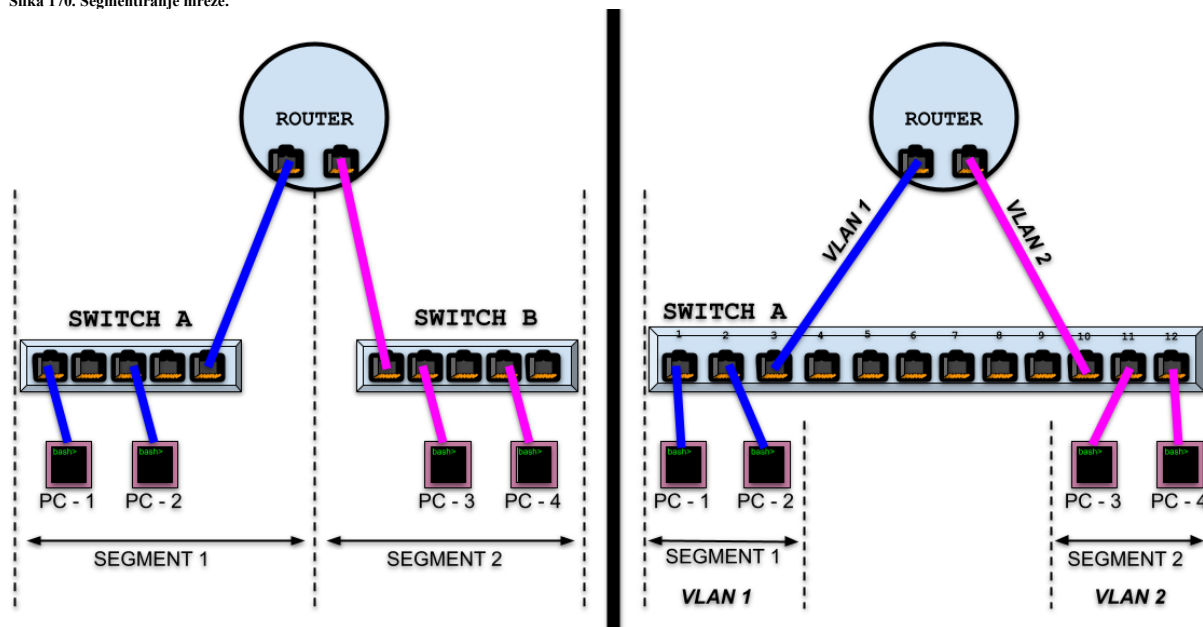 Slika 170. Segmentiranje mreže.
ROUTER
SWITCH A
SWITCH B
bash>
bash>
bash>
bash>
PC - 1
PC - 2
PC - 3
PC - 4
SEGMENT 1
SEGMENT 2
ROUTER
VLAN 1
VLAN 2
SWITCH A
1 2 3 4 5 6 7 8 9 10 11 12
bash>
bash>
bash>
bash>
PC - 1
PC - 2
PC - 3
PC - 4
SEGMENT 1
SEGMENT 2
VLAN 1
VLAN 2